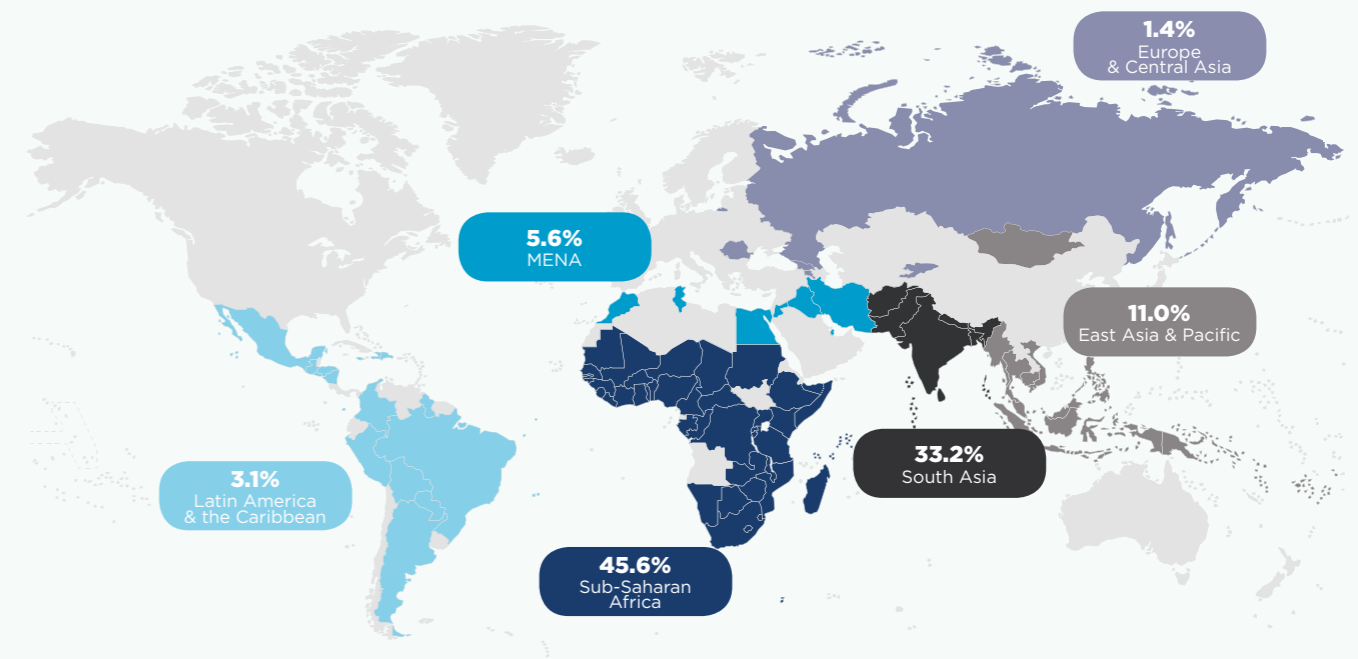 1.4%
Europe
& Central Asia
5.6%
MENA
11.0%
East Asia & Pacific
33.2%
South Asia
3.1%
Latin America
& the Caribbean
45.6%
Sub-Saharan
Africa